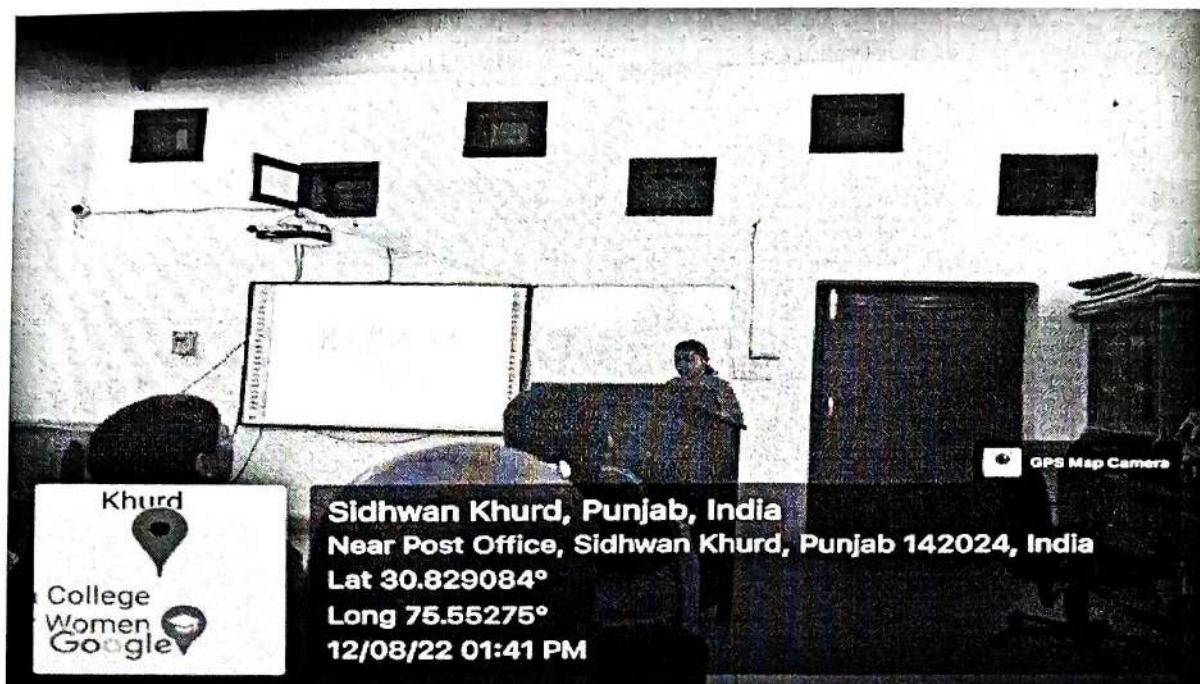 GPS Map Camera
Khurd
College
Women
Google
Sidhwan Khurd, Punjab, India
Near Post Office, Sidhwan Khurd, Punjab 142024, India
Lat 30.829084°
Long 75.55275°
12/08/22 01:41 PM